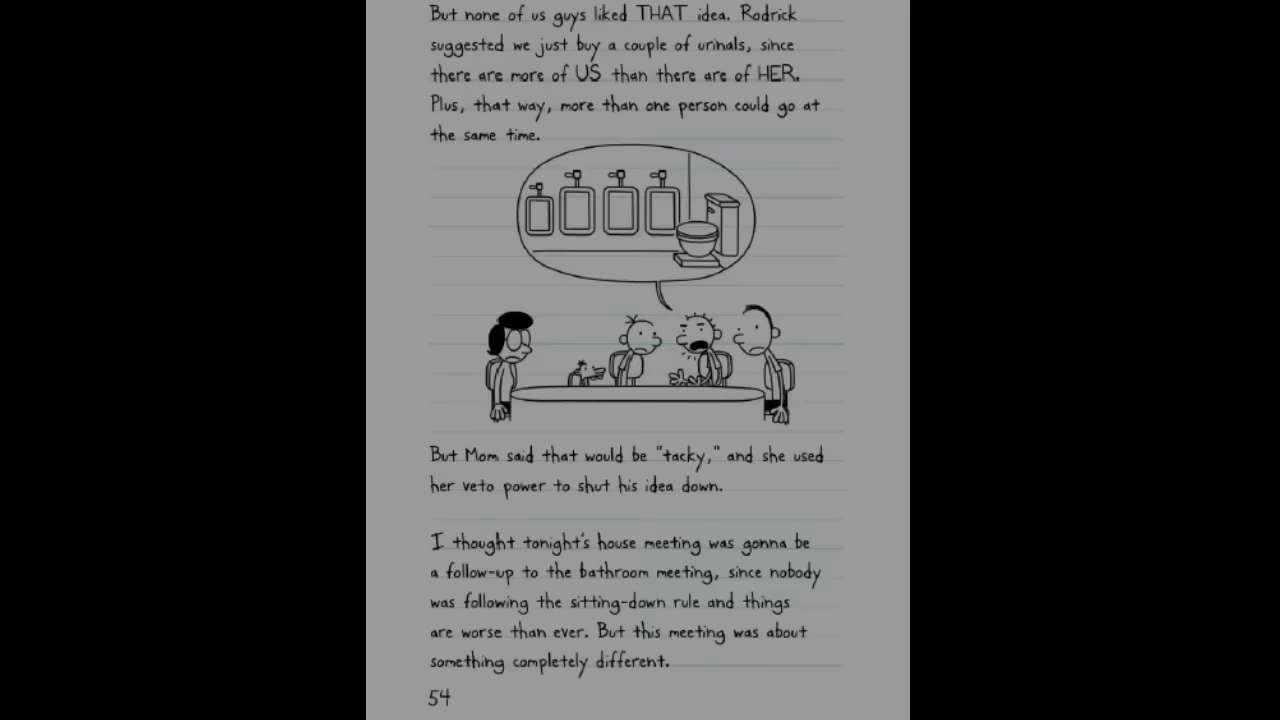 But none of us guys liked THAT idea. Rodrick
suggested we just buy a couple of urinals, since
there are more of US than there are of HER.
Plus, that way, more than one person could go at
the same time.
But Mom said that would be "tacky," and she used
her veto power to shut his idea down.
I thought tonight's house meeting was gonna be
a follow-up to the bathroom meeting, since nobody
was following the sitting-down rule and things
are worse than ever. But this meeting was about
something completely different.
54